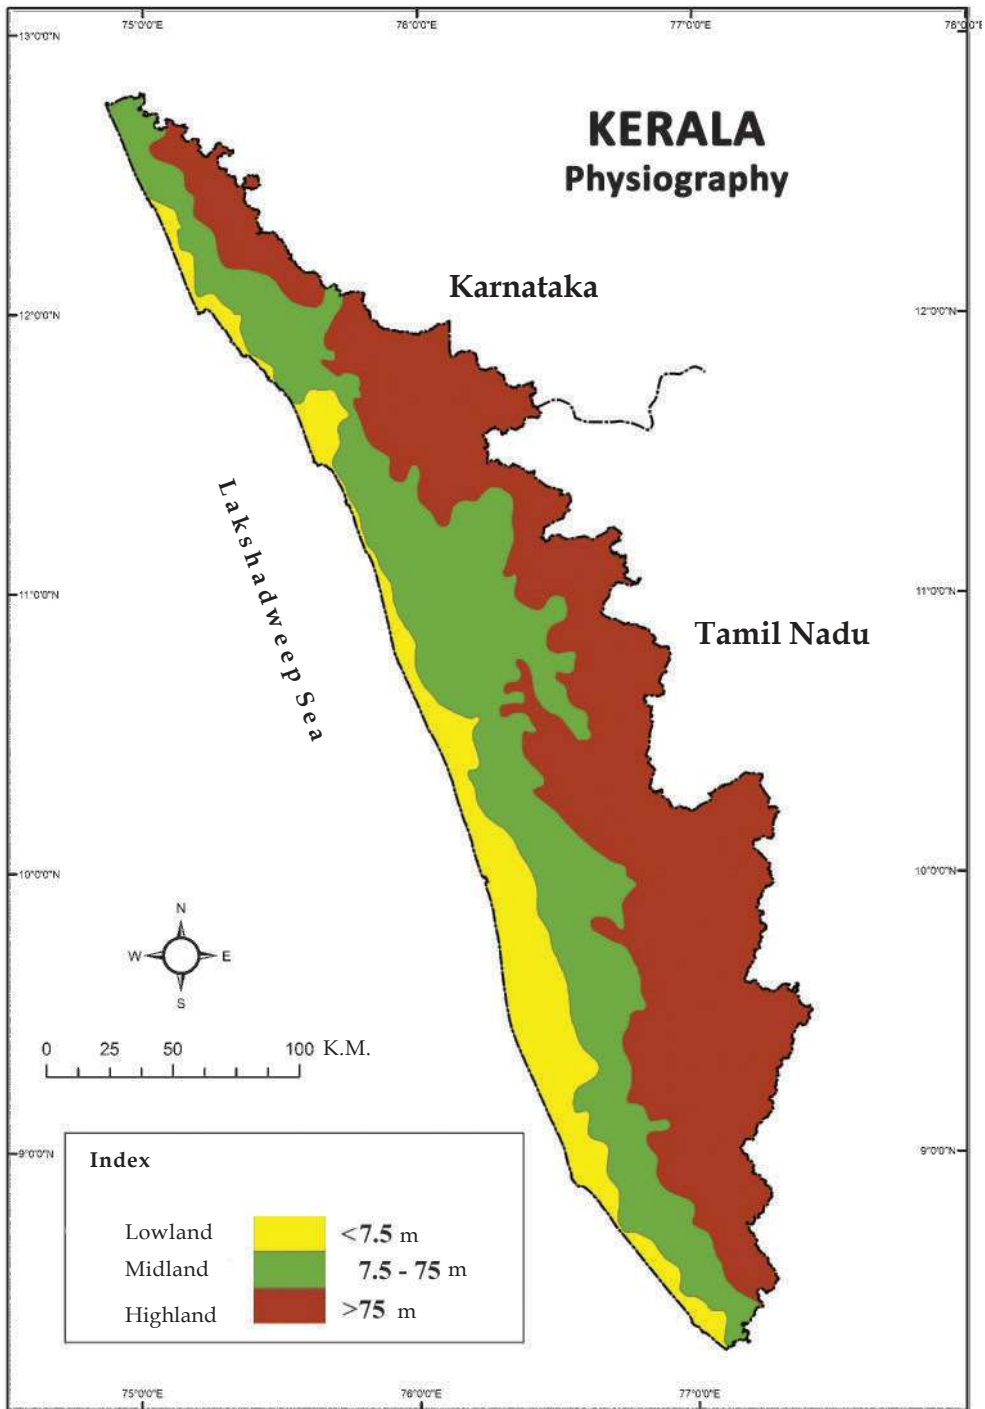 75°0'0"E 76°0'0"E 77°0'0"E 78°0'0"E
13°0'0"N
KERALA
Physiography
Karnataka
12°0'0"N 12°0'0"N
Lakshadweep Sea
11°0'0"N 11°0'0"N
Tamil Nadu
10°0'0"N 10°0'0"N
N
W E
S
0 25 50 100 K.M.
9°0'0"N 9°0'0"N
Index
Lowland <7.5 m
Midland 7.5 - 75 m
Highland >75 m
75°0'0"E 76°0'0"E 77°0'0"E